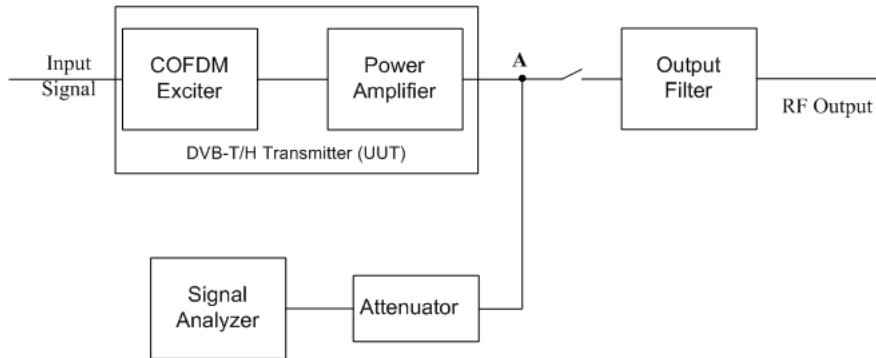 Input
Signal
COFDM
Exciter
Power
Amplifier
DVB-T/H Transmitter (UUT)
A
Output
Filter
RF Output
Signal
Analyzer
Attenuator